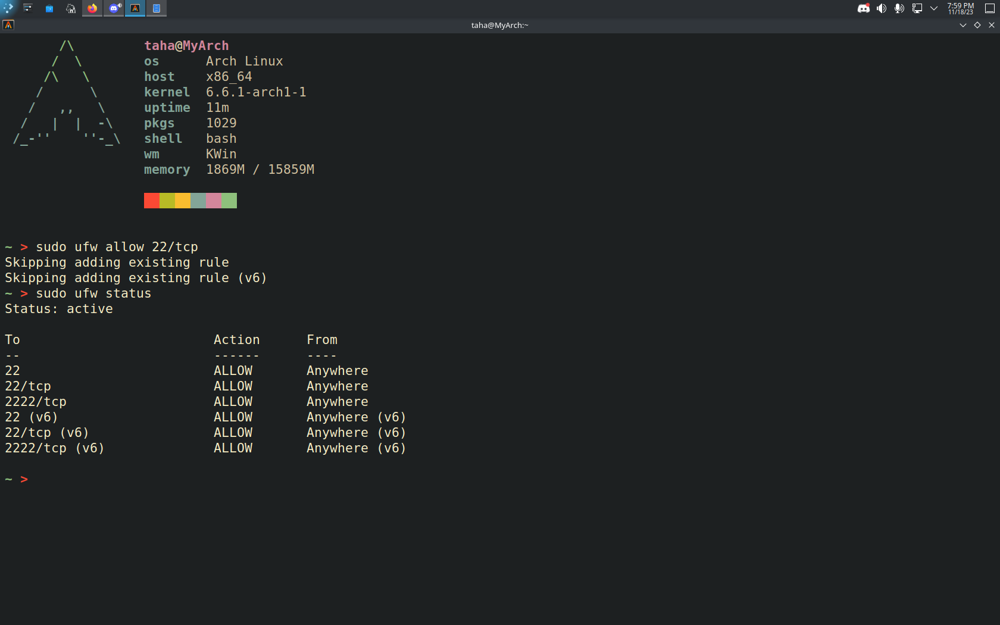 7:59 PM
11/18/23
taha@MyArch:~
/\
/  \
/\   \
/      \
/   ,,   \
/   |  |  -\
/_-''    ''-_\
taha@MyArch
os      Arch Linux
host    x86_64
kernel  6.6.1-arch1-1
uptime  11m
pkgs    1029
shell   bash
wm      KWin
memory  1869M / 15859M
~ > sudo ufw allow 22/tcp
Skipping adding existing rule
Skipping adding existing rule (v6)
~ > sudo ufw status
Status: active
To                         Action      From
--                         ------      ----
22                         ALLOW       Anywhere
22/tcp                     ALLOW       Anywhere
2222/tcp                   ALLOW       Anywhere
22 (v6)                    ALLOW       Anywhere (v6)
22/tcp (v6)                ALLOW       Anywhere (v6)
2222/tcp (v6)              ALLOW       Anywhere (v6)
~ >